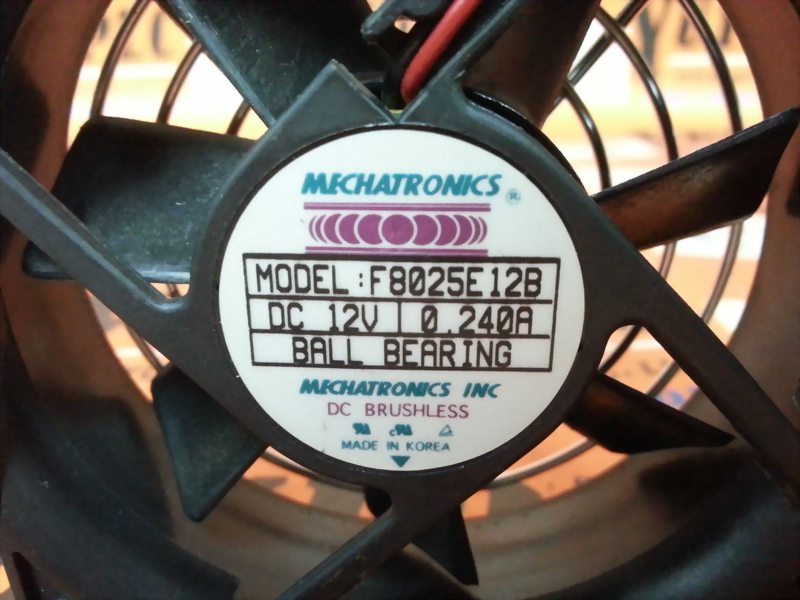 MECHATRONICS ®
MODEL:F8025E12B
DC 12V 0.240A
BALL BEARING
MECHATRONICS INC
DC BRUSHLESS
MADE IN KOREA